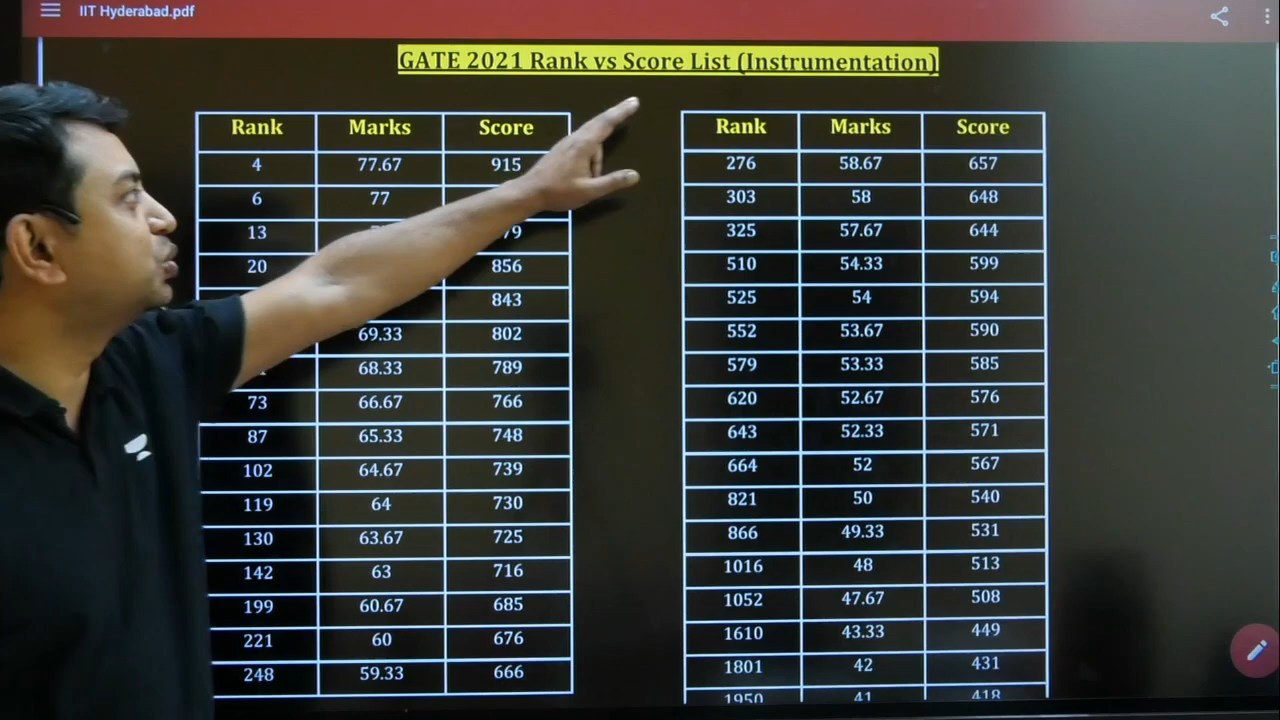 IIT Hyderabad.pdf
GATE 2021 Rank vs Score List (Instrumentation)
Rank Marks Score
4 77.67 915
6 77
13
20 856
843
69.33 802
68.33 789
73 66.67 766
87 65.33 748
102 64.67 739
119 64 730
130 63.67 725
142 63 716
199 60.67 685
221 60 676
248 59.33 666
Rank Marks Score
276 58.67 657
303 58 648
325 57.67 644
510 54.33 599
525 54 594
552 53.67 590
579 53.33 585
620 52.67 576
643 52.33 571
664 52 567
821 50 540
866 49.33 531
1016 48 513
1052 47.67 508
1610 43.33 449
1801 42 431
1950 41 418